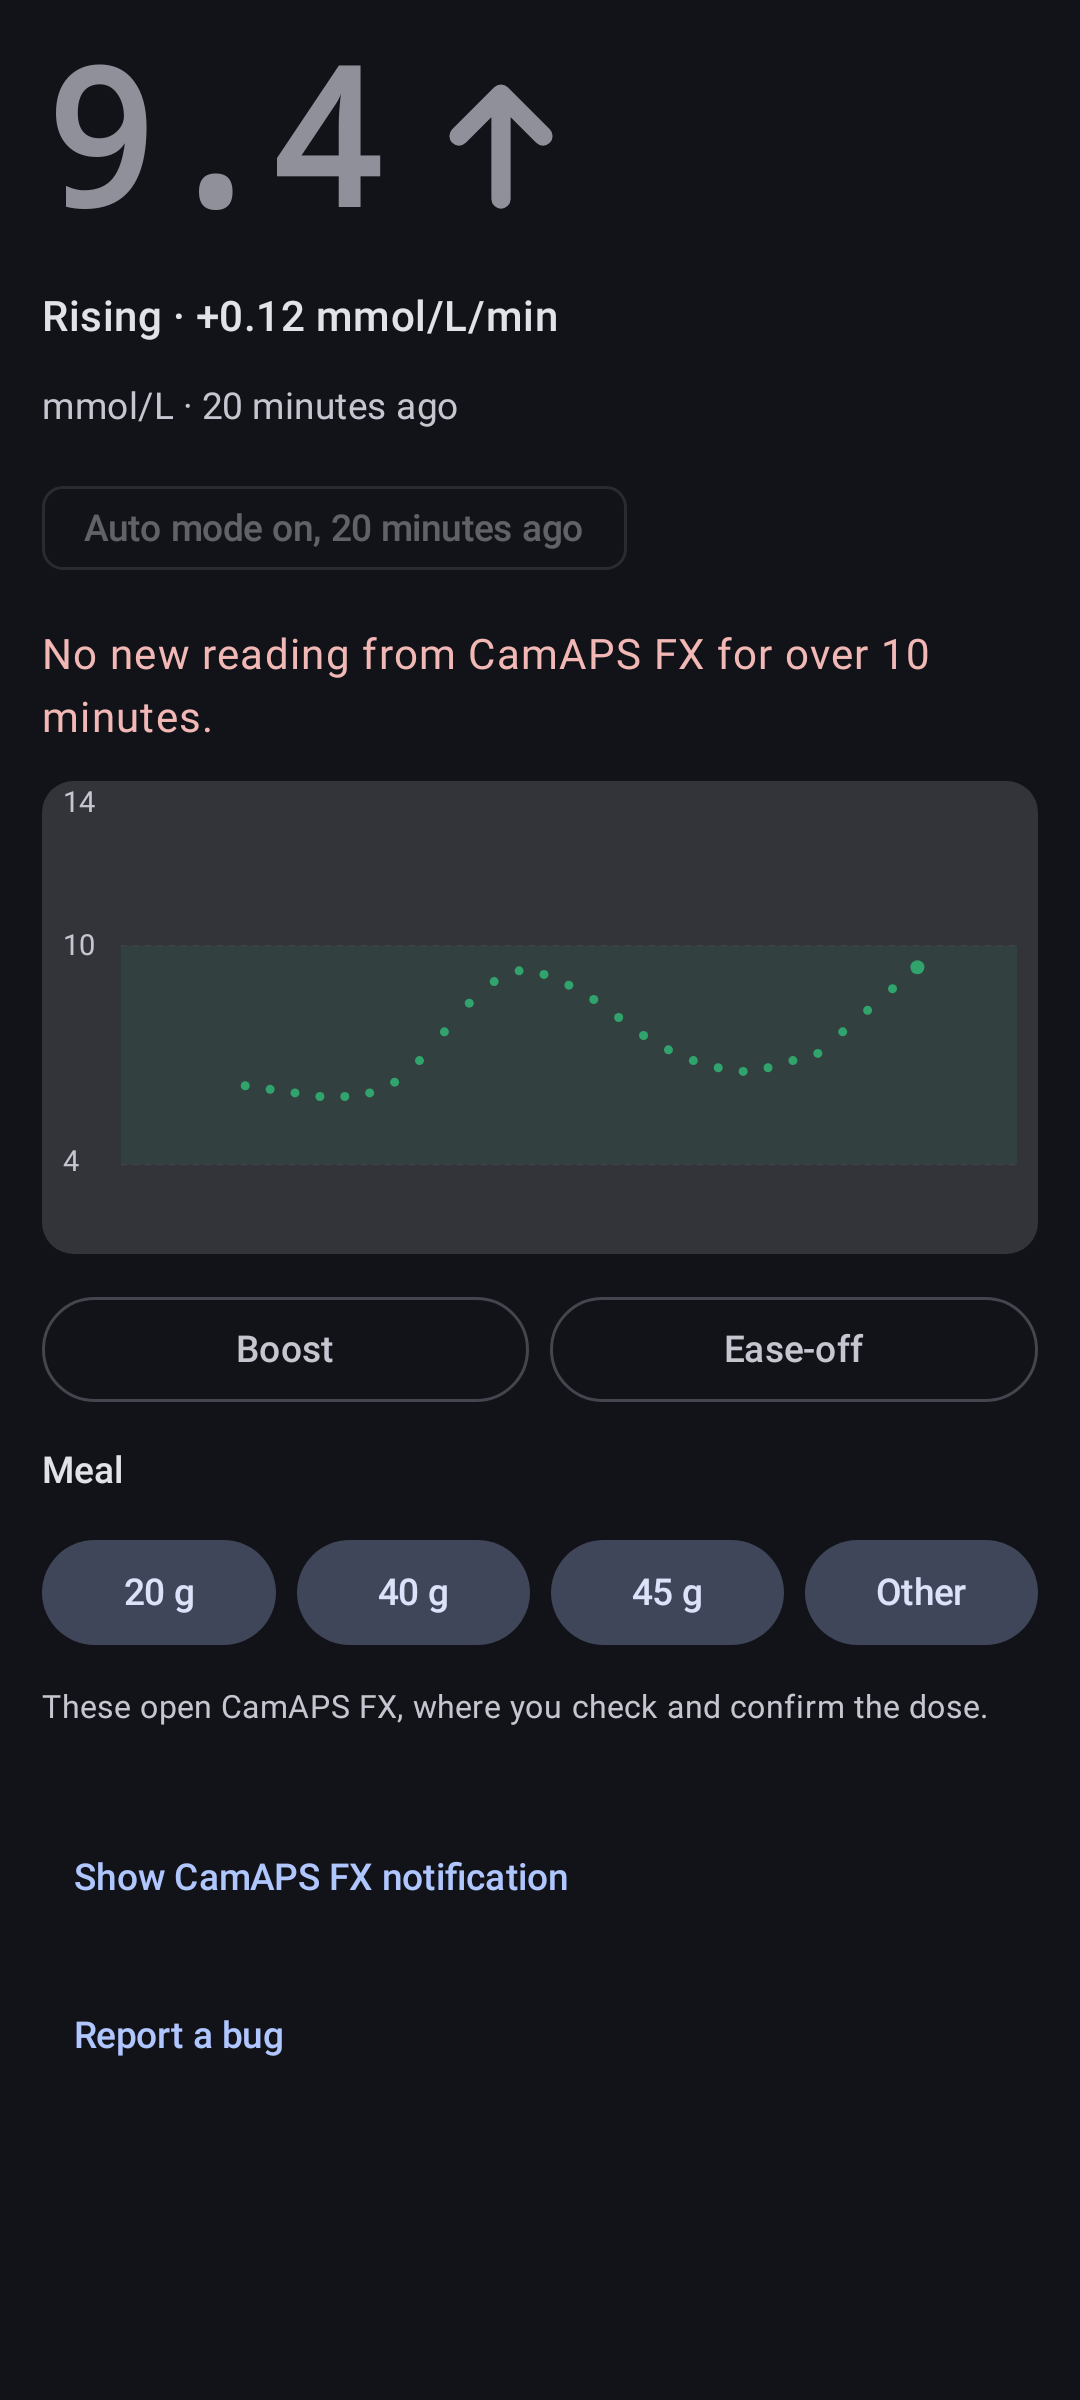 9.4 ↑
Rising · +0.12 mmol/L/min
mmol/L · 20 minutes ago
Auto mode on, 20 minutes ago
No new reading from CamAPS FX for over 10
minutes.
14
10
4
Boost
Ease-off
Meal
20 g
40 g
45 g
Other
These open CamAPS FX, where you check and confirm the dose.
Show CamAPS FX notification
Report a bug